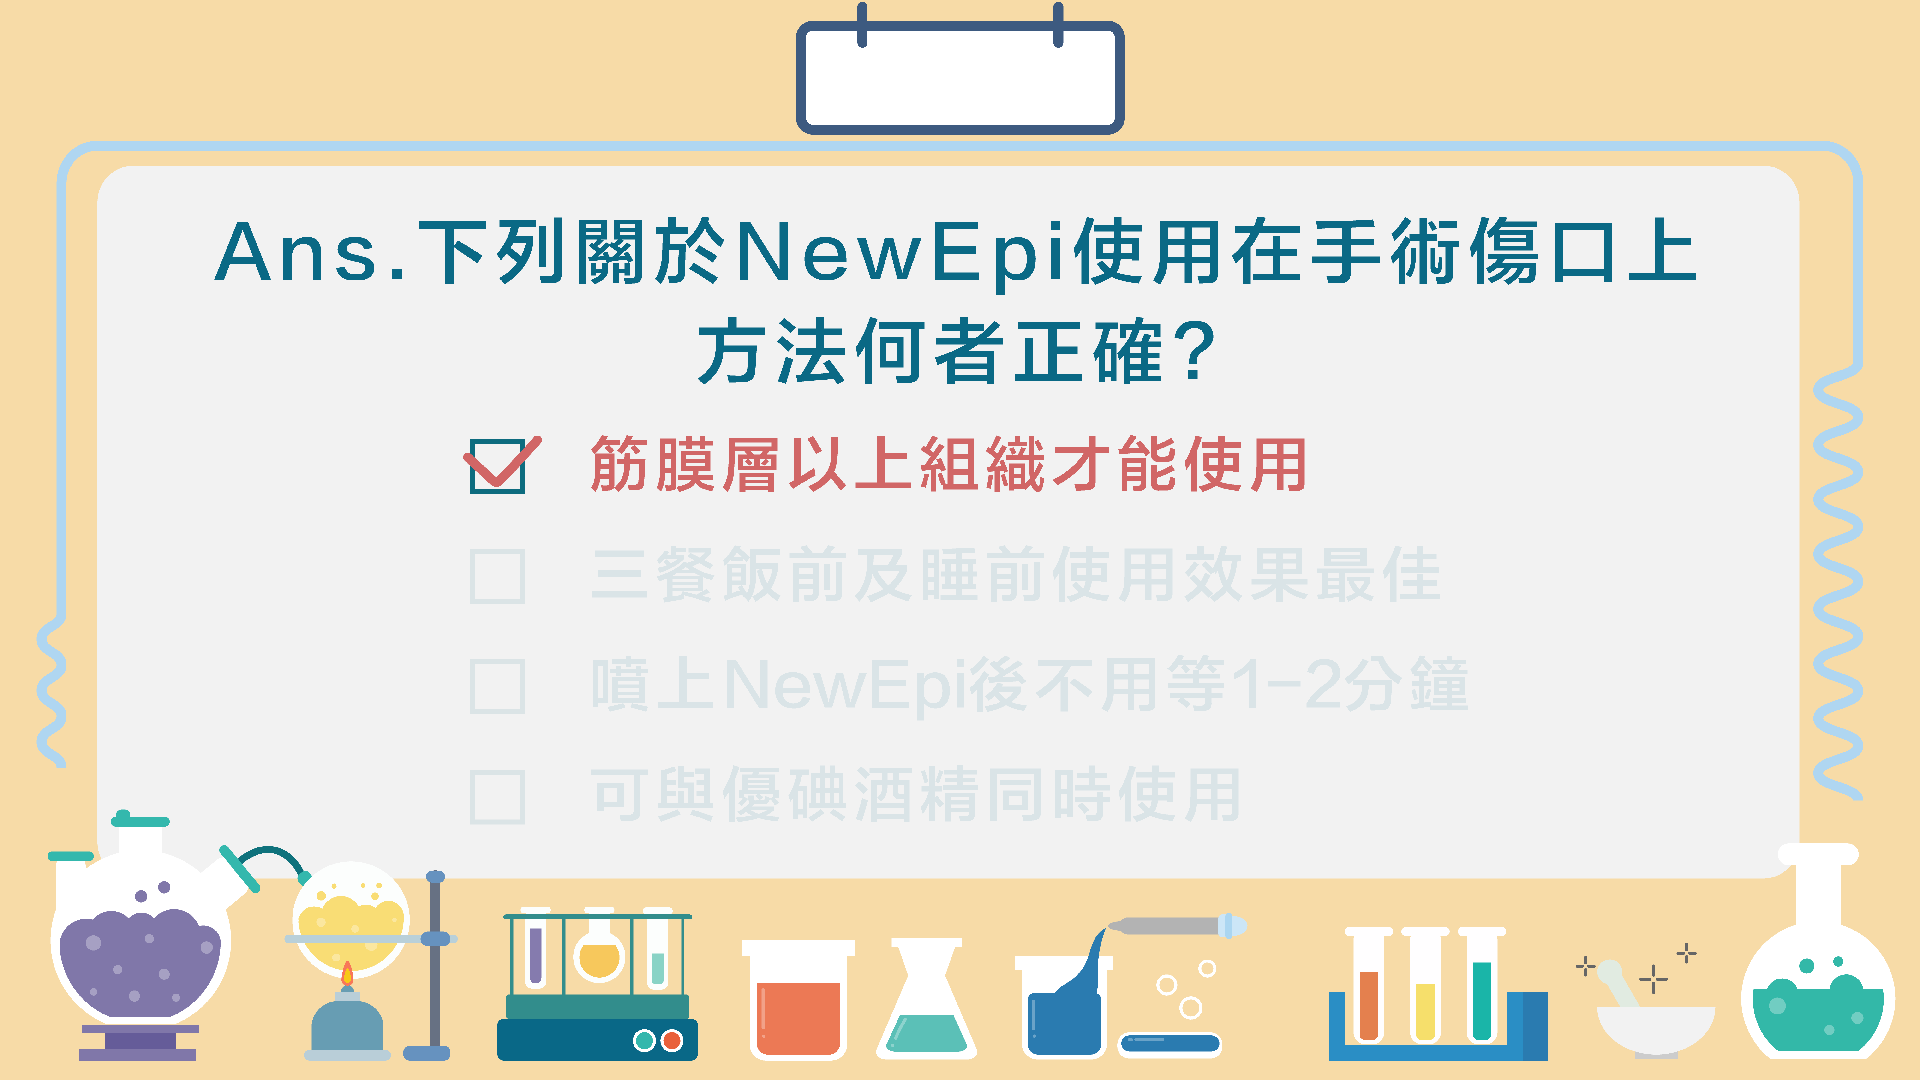 Ans.下列關於NewEpi使用在手術傷口上
方法何者正確?
筋膜層以上組織才能使用
三餐飯前及睡前使用效果最佳
噴上NewEpi後不用等1-2分鐘
可與優碘酒精同時使用